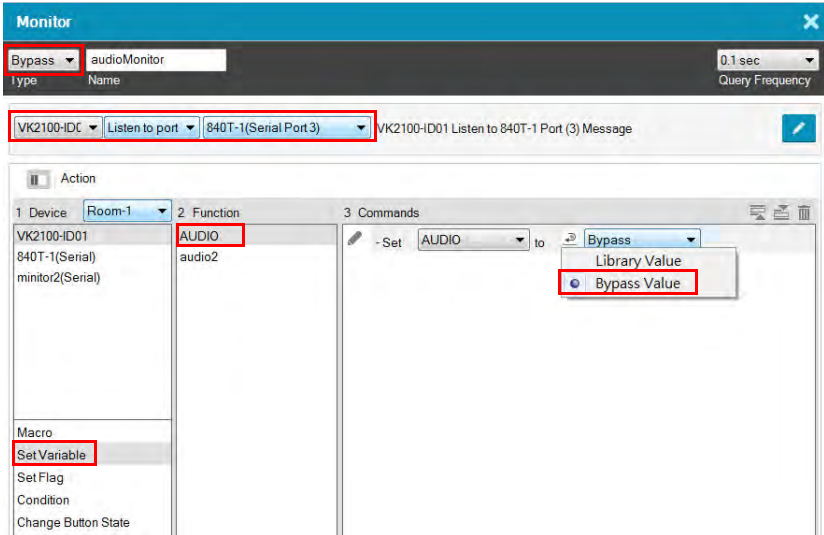 Monitor
Bypass audioMonitor 0.1 sec
Type Name Query Frequency
VK2100-ID0 Listen to port 840T-1(Serial Port 3) VK2100-ID01 Listen to 840T-1 Port (3) Message
Action
1 Device Room-1 2 Function 3 Commands
VK2100-ID01 AUDIO - Set AUDIO to Bypass
840T-1(Serial) audio2 Library Value
minitor2(Serial) Bypass Value
Macro
Set Variable
Set Flag
Condition
Change Button State